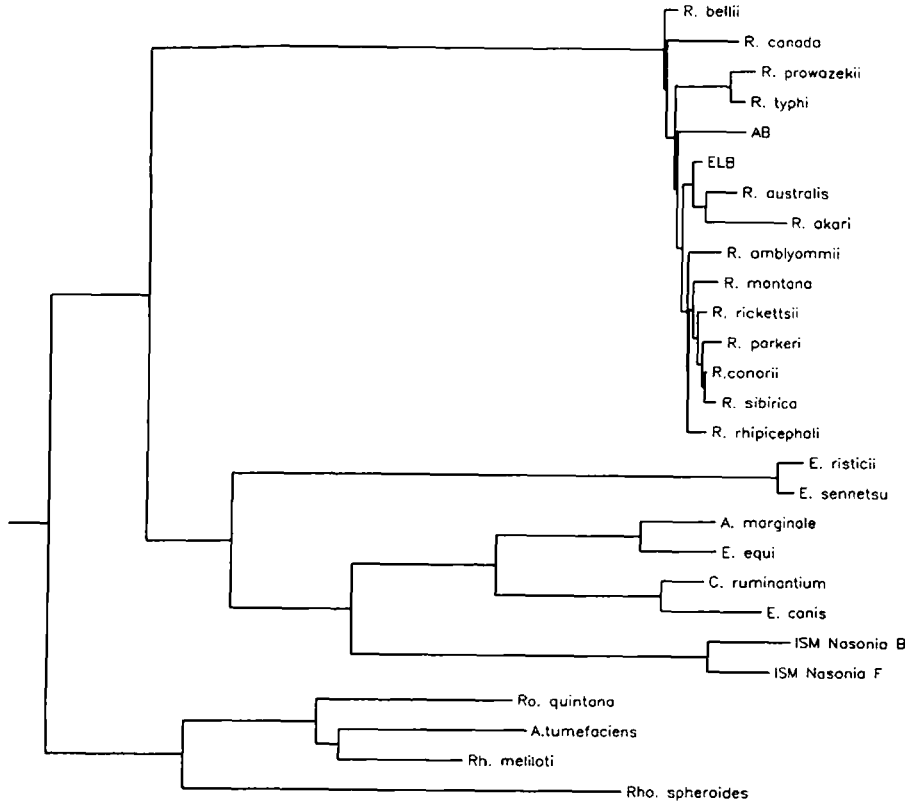 R. bellii
R. canada
R. prowazekii
R. typhi
AB
ELB
R. australis
R. akari
R. amblyommii
R. montana
R. rickettsii
R. parkeri
R.conorii
R. sibirica
R. rhipicephali
E. risticii
E. sennetsu
A. marginale
E. equi
C. ruminantium
E. canis
ISM Nasonia B
ISM Nasonia F
Ro. quintana
A.tumefaciens
Rh. meliloti
Rho. spheroides